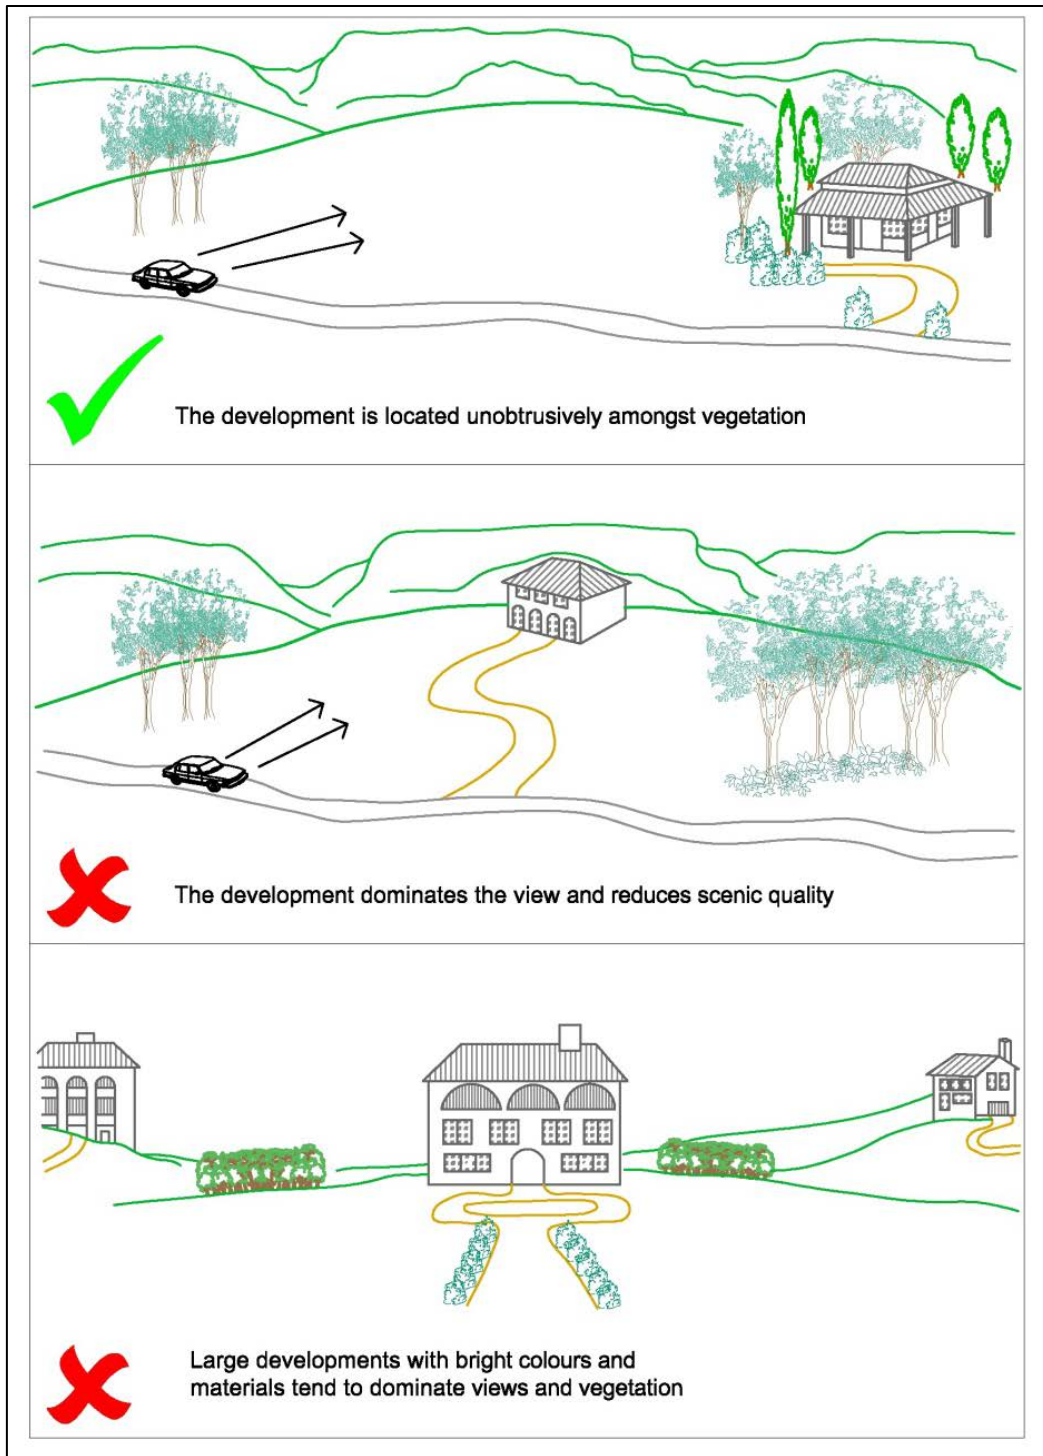 The development is located unobtrusively amongst vegetation
The development dominates the view and reduces scenic quality
Large developments with bright colours and
materials tend to dominate views and vegetation